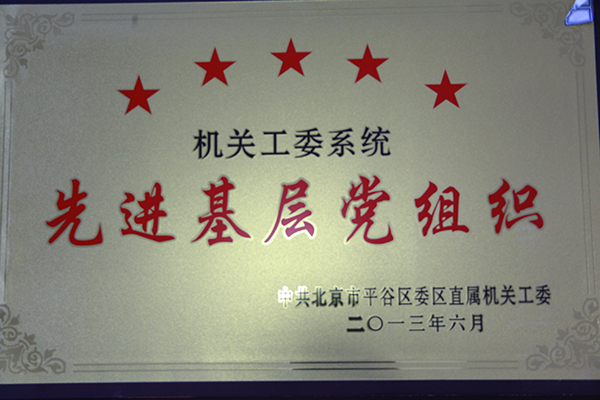 机关工委系统
先进基层党组织
中共北京市平谷区委区直属机关工委
二〇一三年六月